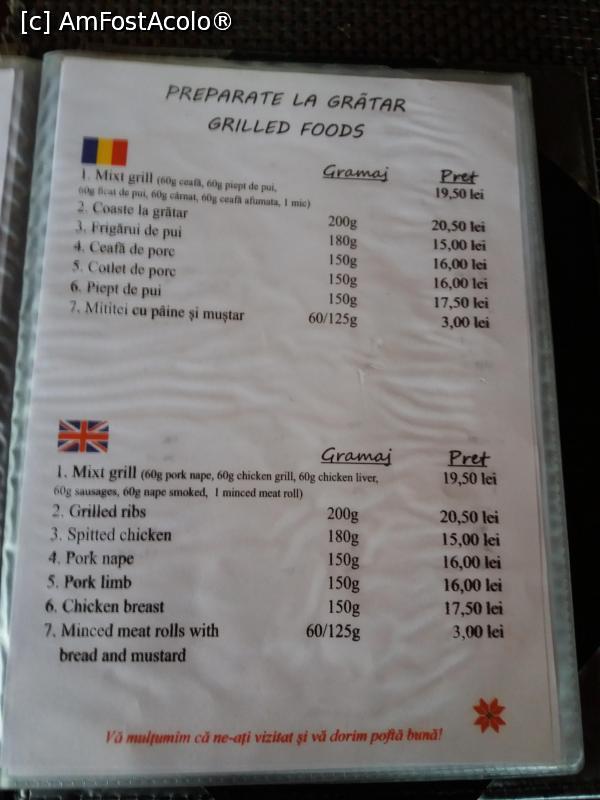 [c] AmFostAcolo®
PREPARATE LA GRĂTAR
GRILLED FOODS
Gramaj Preț
1. Mixt grill (60g ceafă, 60g piept de pui, 19,50 lei
60g ficat de pui, 60g cârnat, 60g ceafă afumata, 1 mic)
2. Coaste la grătar 200g 20,50 lei
3. Frigărui de pui 180g 15,00 lei
4. Ceafă de porc 150g 16,00 lei
5. Cotlet de porc 150g 16,00 lei
6. Piept de pui 150g 17,50 lei
7. Mititei cu pâine și muștar 60/125g 3,00 lei
Gramaj Preț
1. Mixt grill (60g pork nape, 60g chicken grill, 60g chicken liver, 19,50 lei
60g sausages, 60g nape smoked, 1 minced meat roll)
2. Grilled ribs 200g 20,50 lei
3. Spitted chicken 180g 15,00 lei
4. Pork nape 150g 16,00 lei
5. Pork limb 150g 16,00 lei
6. Chicken breast 150g 17,50 lei
7. Minced meat rolls with 60/125g 3,00 lei
bread and mustard
Vă mulțumim că ne-ați vizitat și vă dorim poftă bună!